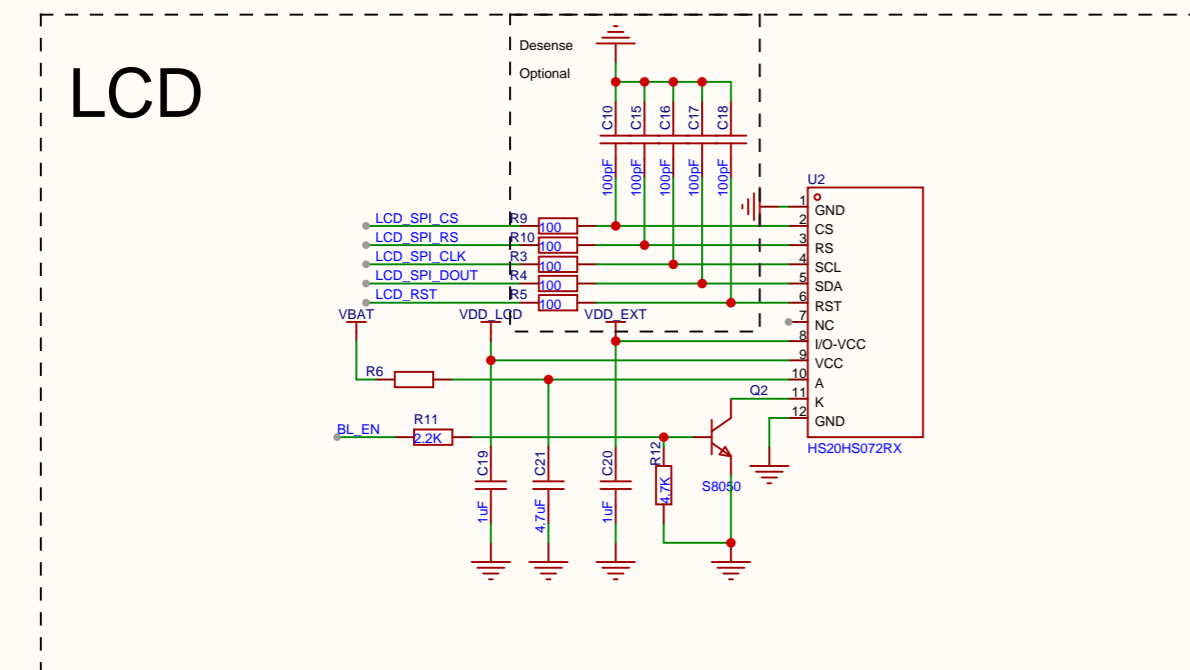 LCD
Desense
Optional
C10
C15
C16
C17
C18
100pF
100pF
100pF
100pF
100pF
U2
LCD_SPI_CS
R9
100
LCD_SPI_RS
R10
100
LCD_SPI_CLK
R3
100
LCD_SPI_DOUT
R4
100
LCD_RST
R5
100
1
GND
2
CS
3
RS
4
SCL
5
SDA
6
RST
7
NC
8
I/O-VCC
9
VCC
10
A
11
K
12
GND
HS20HS072RX
VBAT
VDD_LCD
VDD_EXT
R6
Q2
BL_EN
R11
2.2K
C19
1uF
C21
4.7uF
C20
1uF
R12
4.7K
S8050